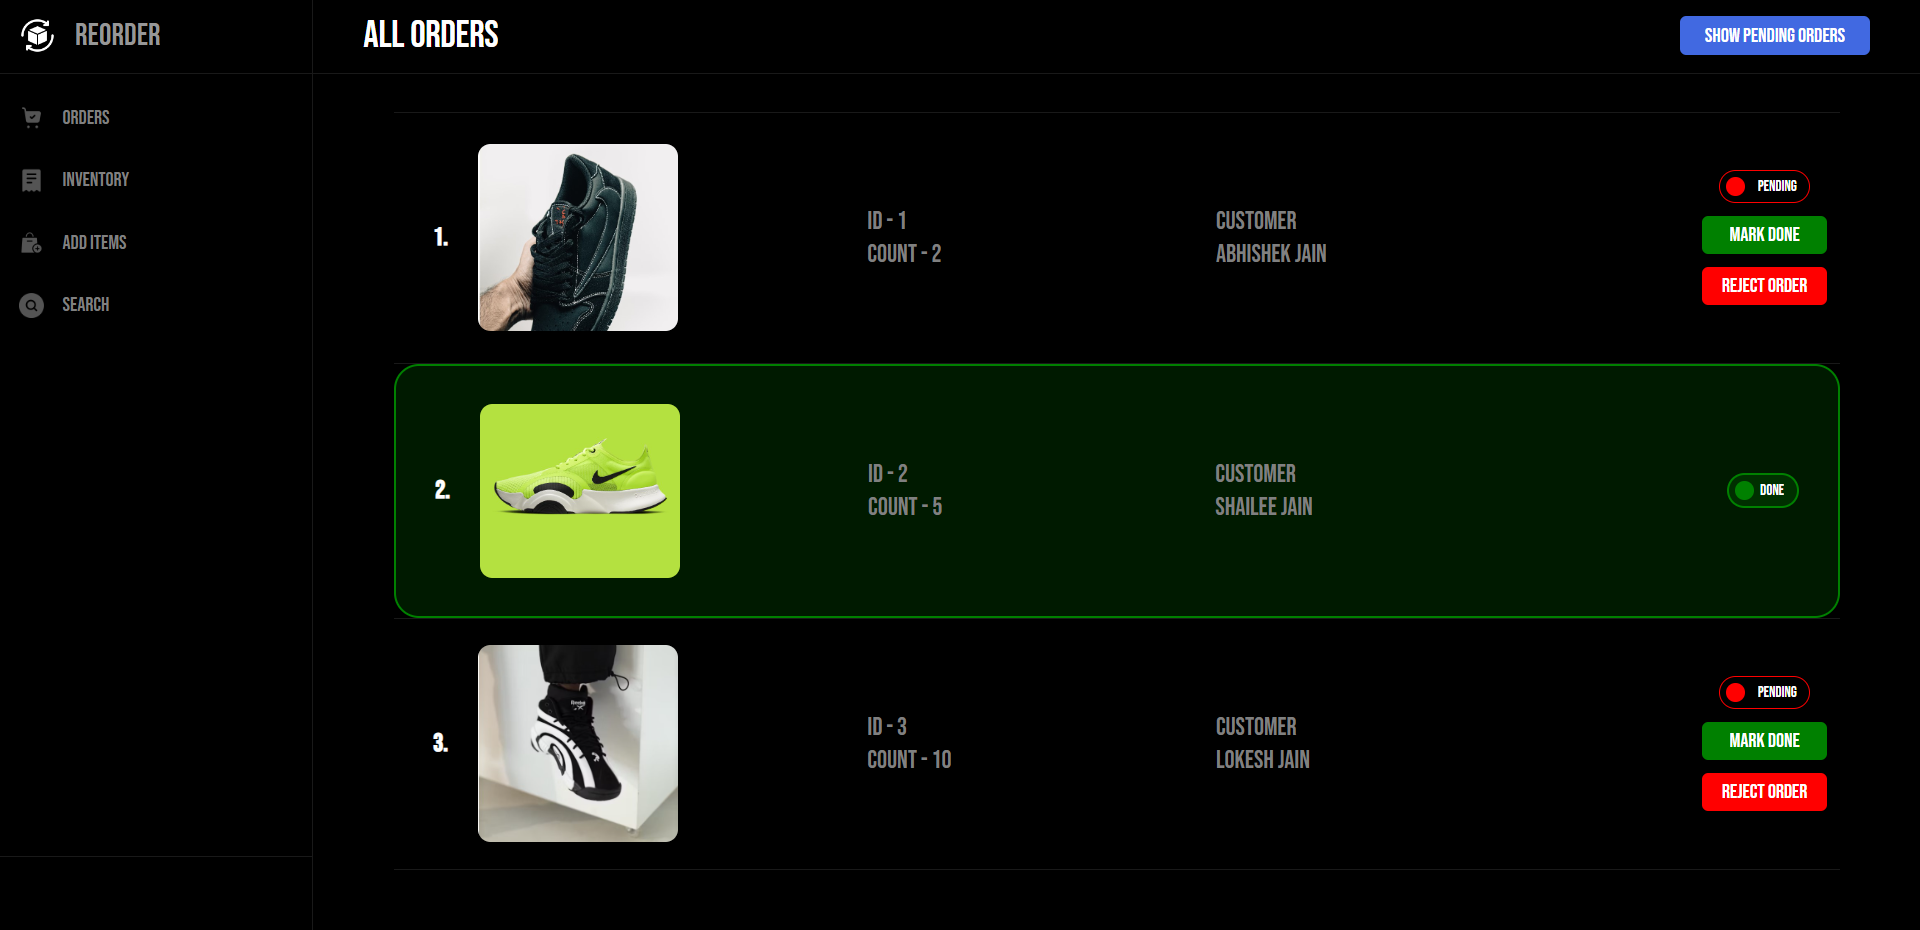 REORDER
ALL ORDERS
SHOW PENDING ORDERS
ORDERS
INVENTORY
ADD ITEMS
SEARCH
1.
ID - 1
COUNT - 2
CUSTOMER
ABHISHEK JAIN
PENDING
MARK DONE
REJECT ORDER
2.
ID - 2
COUNT - 5
CUSTOMER
SHAILEE JAIN
DONE
3.
Reebok
ID - 3
COUNT - 10
CUSTOMER
LOKESH JAIN
PENDING
MARK DONE
REJECT ORDER